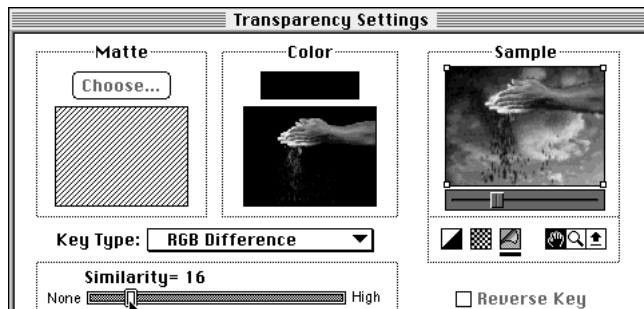 Transparency Settings
Matte
Choose...
Color
Sample
Key Type: RGB Difference
Similarity= 16
None High
Reverse Key